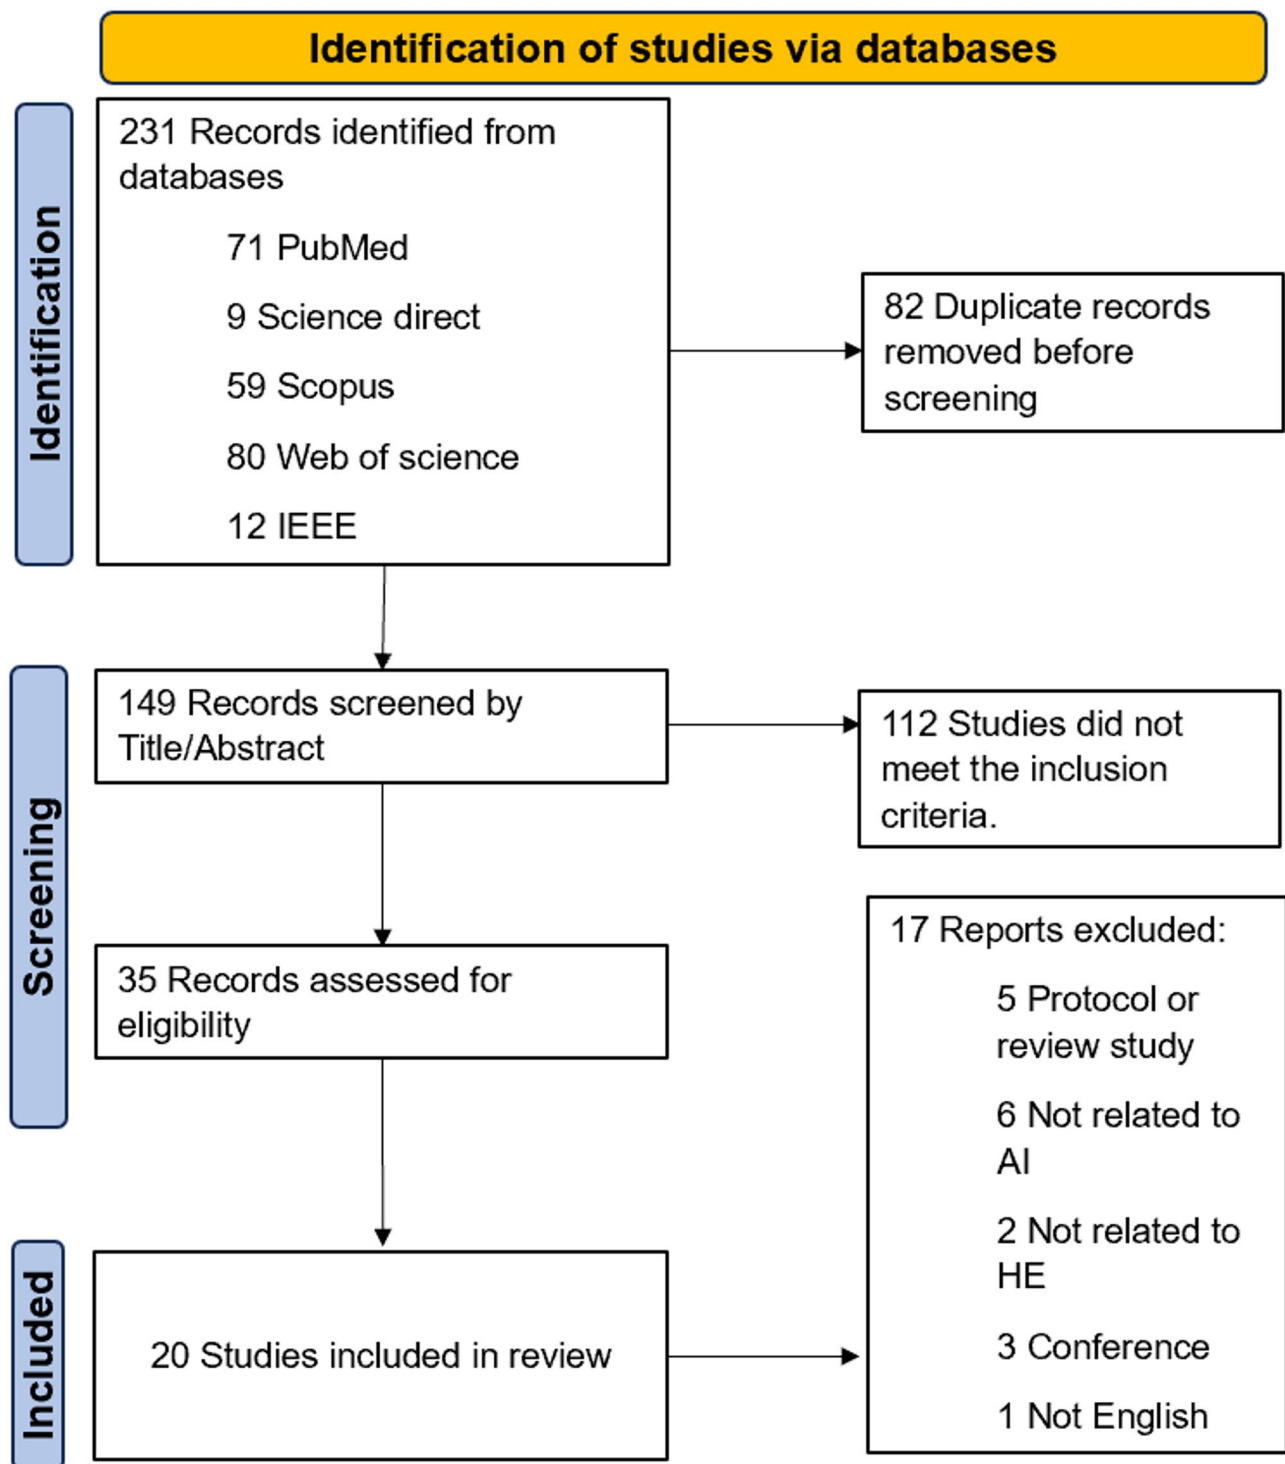 Identification of studies via databases
Identification
231 Records identified from
databases
71 PubMed
9 Science direct
59 Scopus
80 Web of science
12 IEEE
82 Duplicate records
removed before
screening
Screening
149 Records screened by
Title/Abstract
112 Studies did not
meet the inclusion
criteria.
35 Records assessed for
eligibility
17 Reports excluded:
5 Protocol or
review study
6 Not related to
AI
2 Not related to
HE
3 Conference
1 Not English
Included
20 Studies included in review